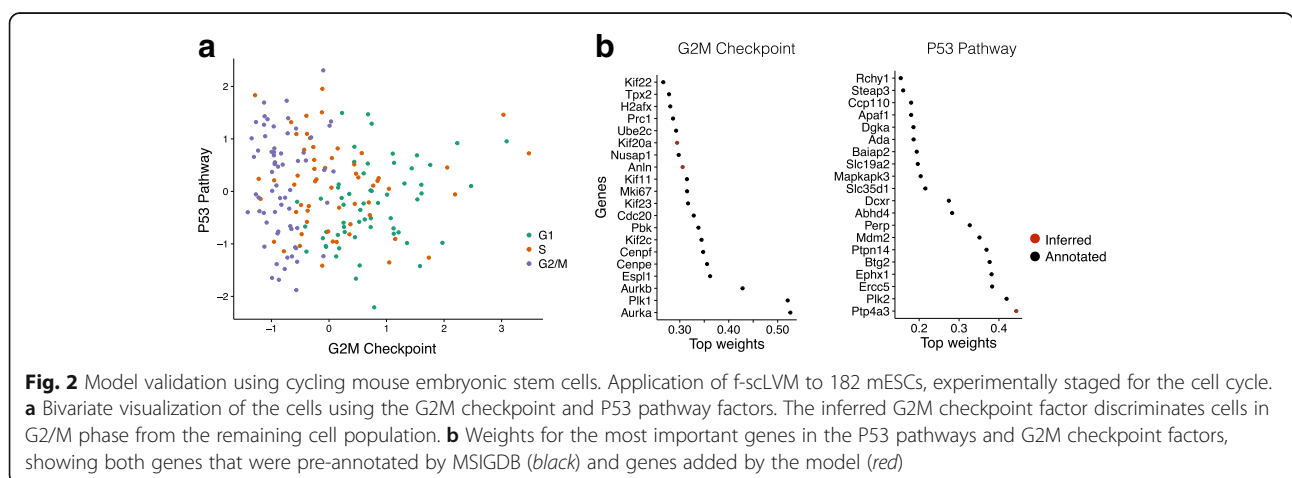 a
P53 Pathway
2
1
0
−1
−2
−1
0
1
2
3
G2M Checkpoint
G1
S
G2/M
b
G2M Checkpoint
Genes
Kif22
Tpx2
H2afx
Prc1
Ube2c
Kif20a
Nusap1
Anln
Kif11
Mki67
Kif23
Cdc20
Pbk
Kif2c
Cenpf
Cenpe
Espl1
Aurkb
Plk1
Aurka
0.30
0.40
0.50
Top weights
P53 Pathway
Rchy1
Steap3
Ccp110
Apaf1
Dgka
Ada
Baiap2
Slc19a2
Mapkapk3
Slc35d1
Dcxr
Abhd4
Perp
Mdm2
Ptpn14
Btg2
Ephx1
Ercc5
Plk2
Ptp4a3
0.2
0.3
0.4
Top weights
Inferred
Annotated
Fig. 2 Model validation using cycling mouse embryonic stem cells. Application of f-scLVM to 182 mESCs, experimentally staged for the cell cycle.
a Bivariate visualization of the cells using the G2M checkpoint and P53 pathway factors. The inferred G2M checkpoint factor discriminates cells in
G2/M phase from the remaining cell population. b Weights for the most important genes in the P53 pathways and G2M checkpoint factors,
showing both genes that were pre-annotated by MSIGDB (black) and genes added by the model (red)